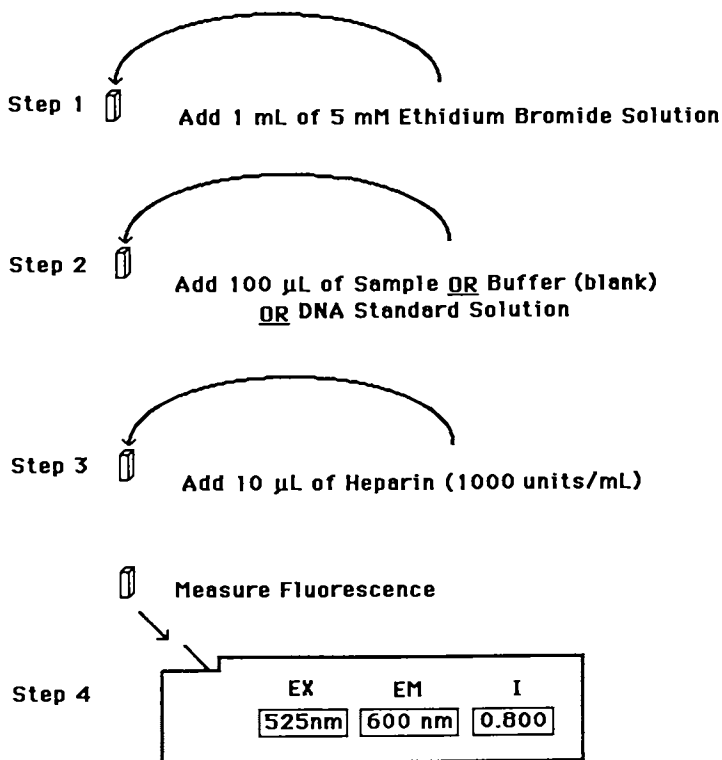 Step 1
Add 1 mL of 5 mM Ethidium Bromide Solution
Step 2
Add 100 µL of Sample OR Buffer (blank)
OR DNA Standard Solution
Step 3
Add 10 µL of Heparin (1000 units/mL)
Measure Fluorescence
Step 4
EX EM I
525nm 600 nm 0.800